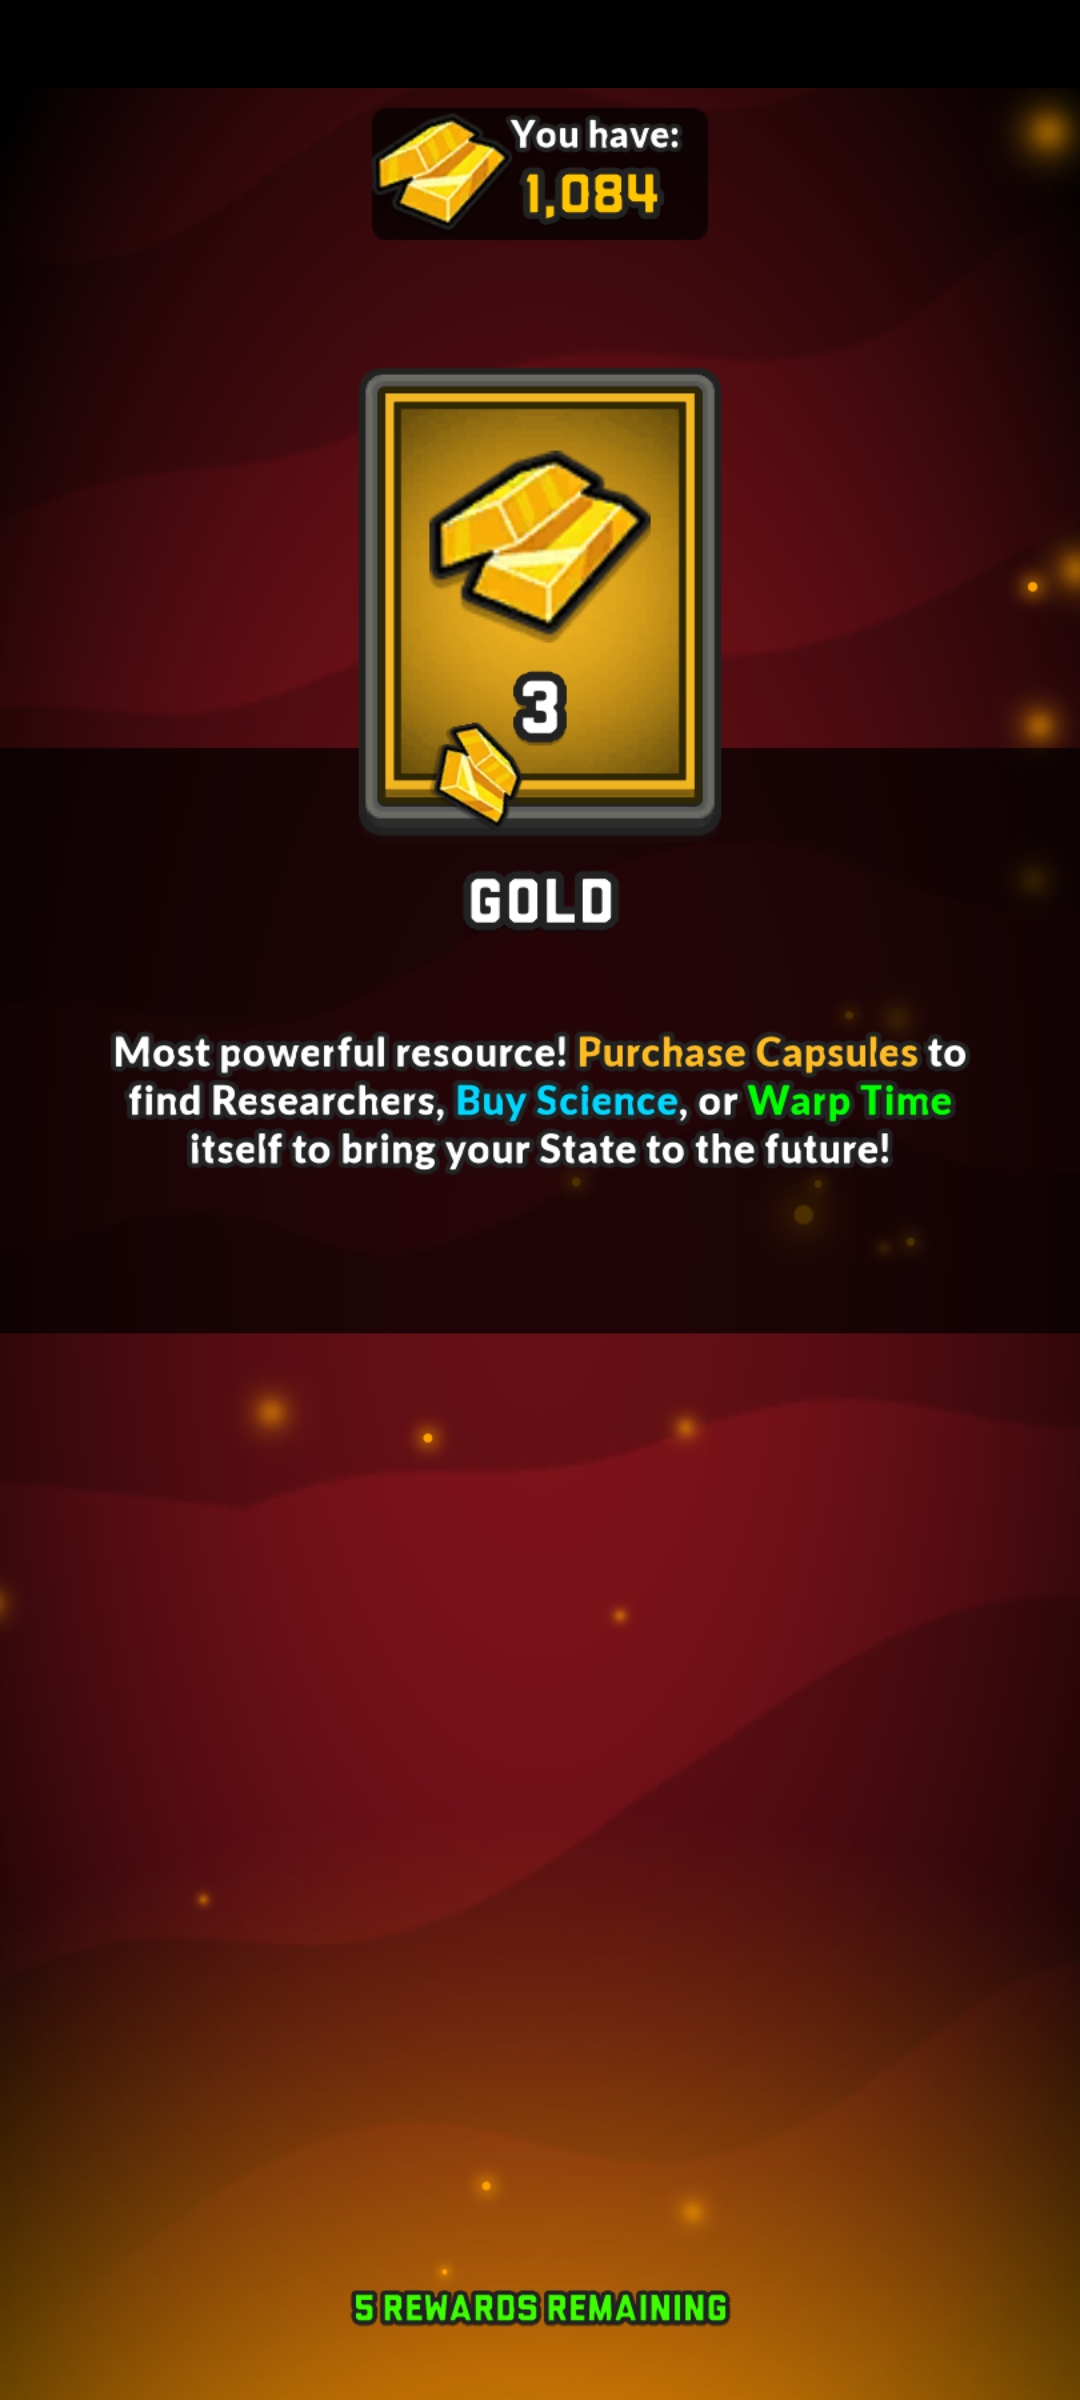 You have:
1,084
3
GOLD
Most powerful resource! Purchase Capsules to
find Researchers, Buy Science, or Warp Time
itself to bring your State to the future!
5 REWARDS REMAINING